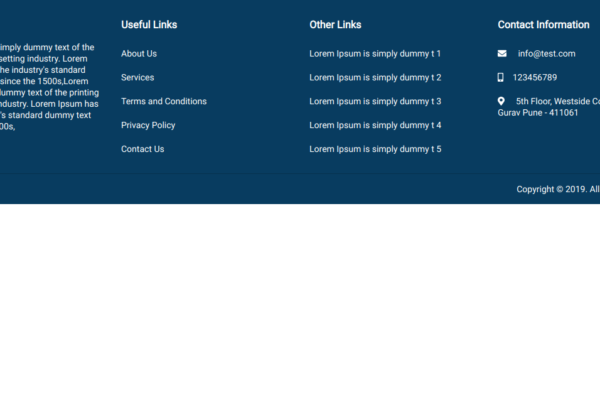 imply dummy text of the
setting industry. Lorem
he industry's standard
since the 1500s,Lorem
dummy text of the printing
ndustry. Lorem Ipsum has
's standard dummy text
00s,
Useful Links
About Us
Services
Terms and Conditions
Privacy Policy
Contact Us
Other Links
Lorem Ipsum is simply dummy t 1
Lorem Ipsum is simply dummy t 2
Lorem Ipsum is simply dummy t 3
Lorem Ipsum is simply dummy t 4
Lorem Ipsum is simply dummy t 5
Contact Information
info@test.com
123456789
5th Floor, Westside Co
Gurav Pune - 411061
Copyright © 2019. All